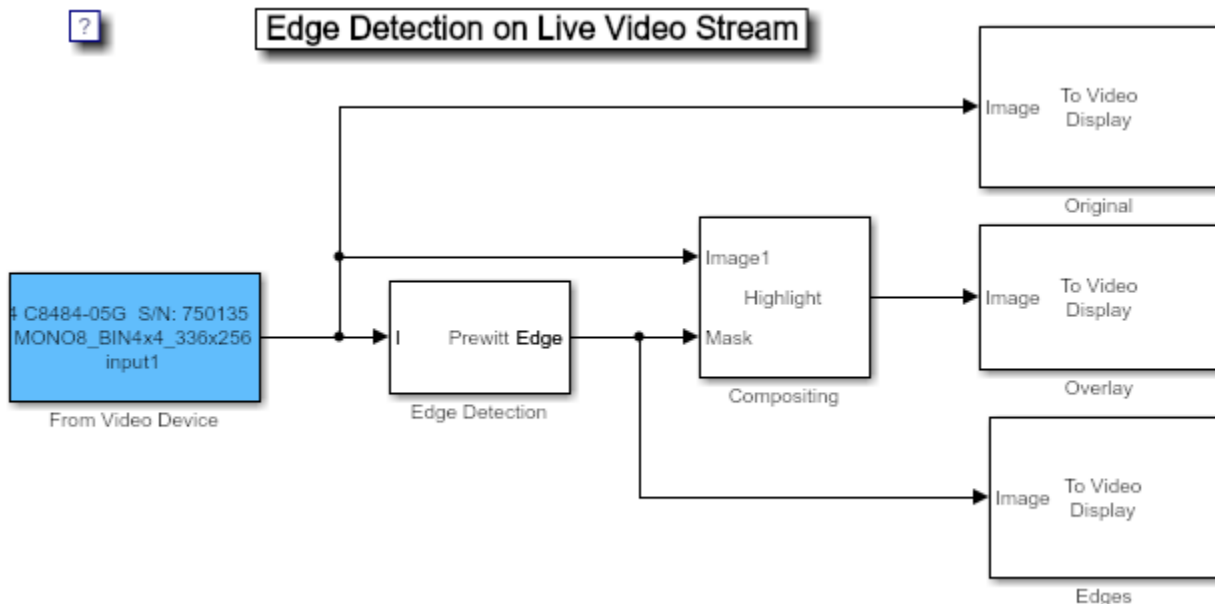 ?
Edge Detection on Live Video Stream
Image
To Video
Display
Original
4 C8484-05G S/N: 750135
MONO8_BIN4x4_336x256
input1
From Video Device
I
Prewitt
Edge
Edge Detection
Image1
Highlight
Mask
Compositing
Image
To Video
Display
Overlay
Image
To Video
Display
Edges